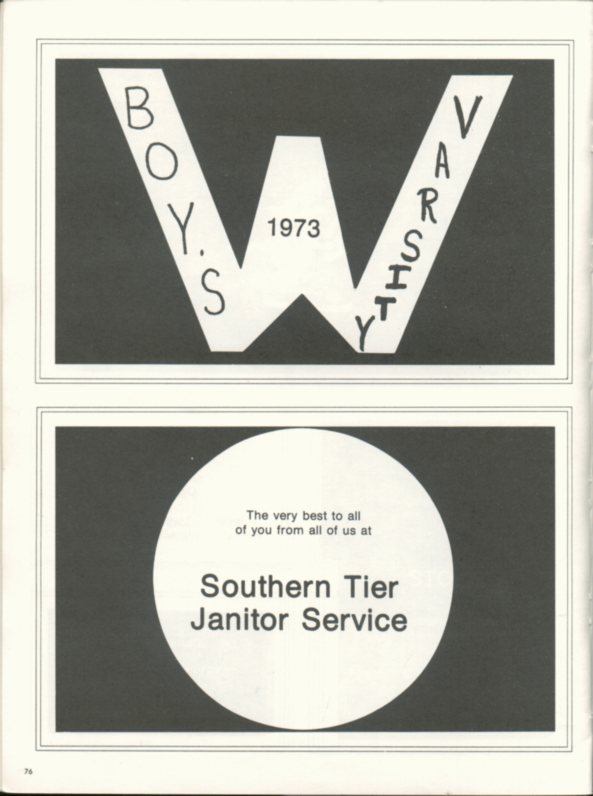 BOY.S
1973
VARSITY
The very best to all
of you from all of us at
Southern Tier
Janitor Service
76